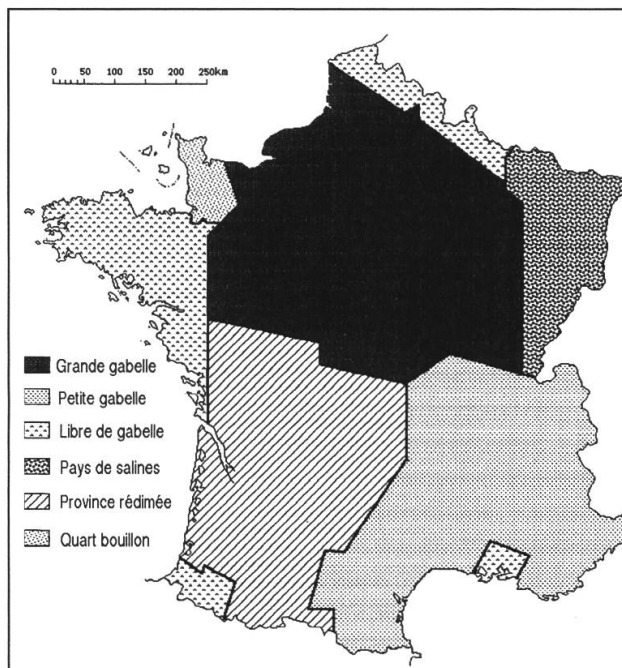 0 50 100 150 200 250km
Grande gabelle
Petite gabelle
Libre de gabelle
Pays de salines
Province rédimée
Quart bouillon